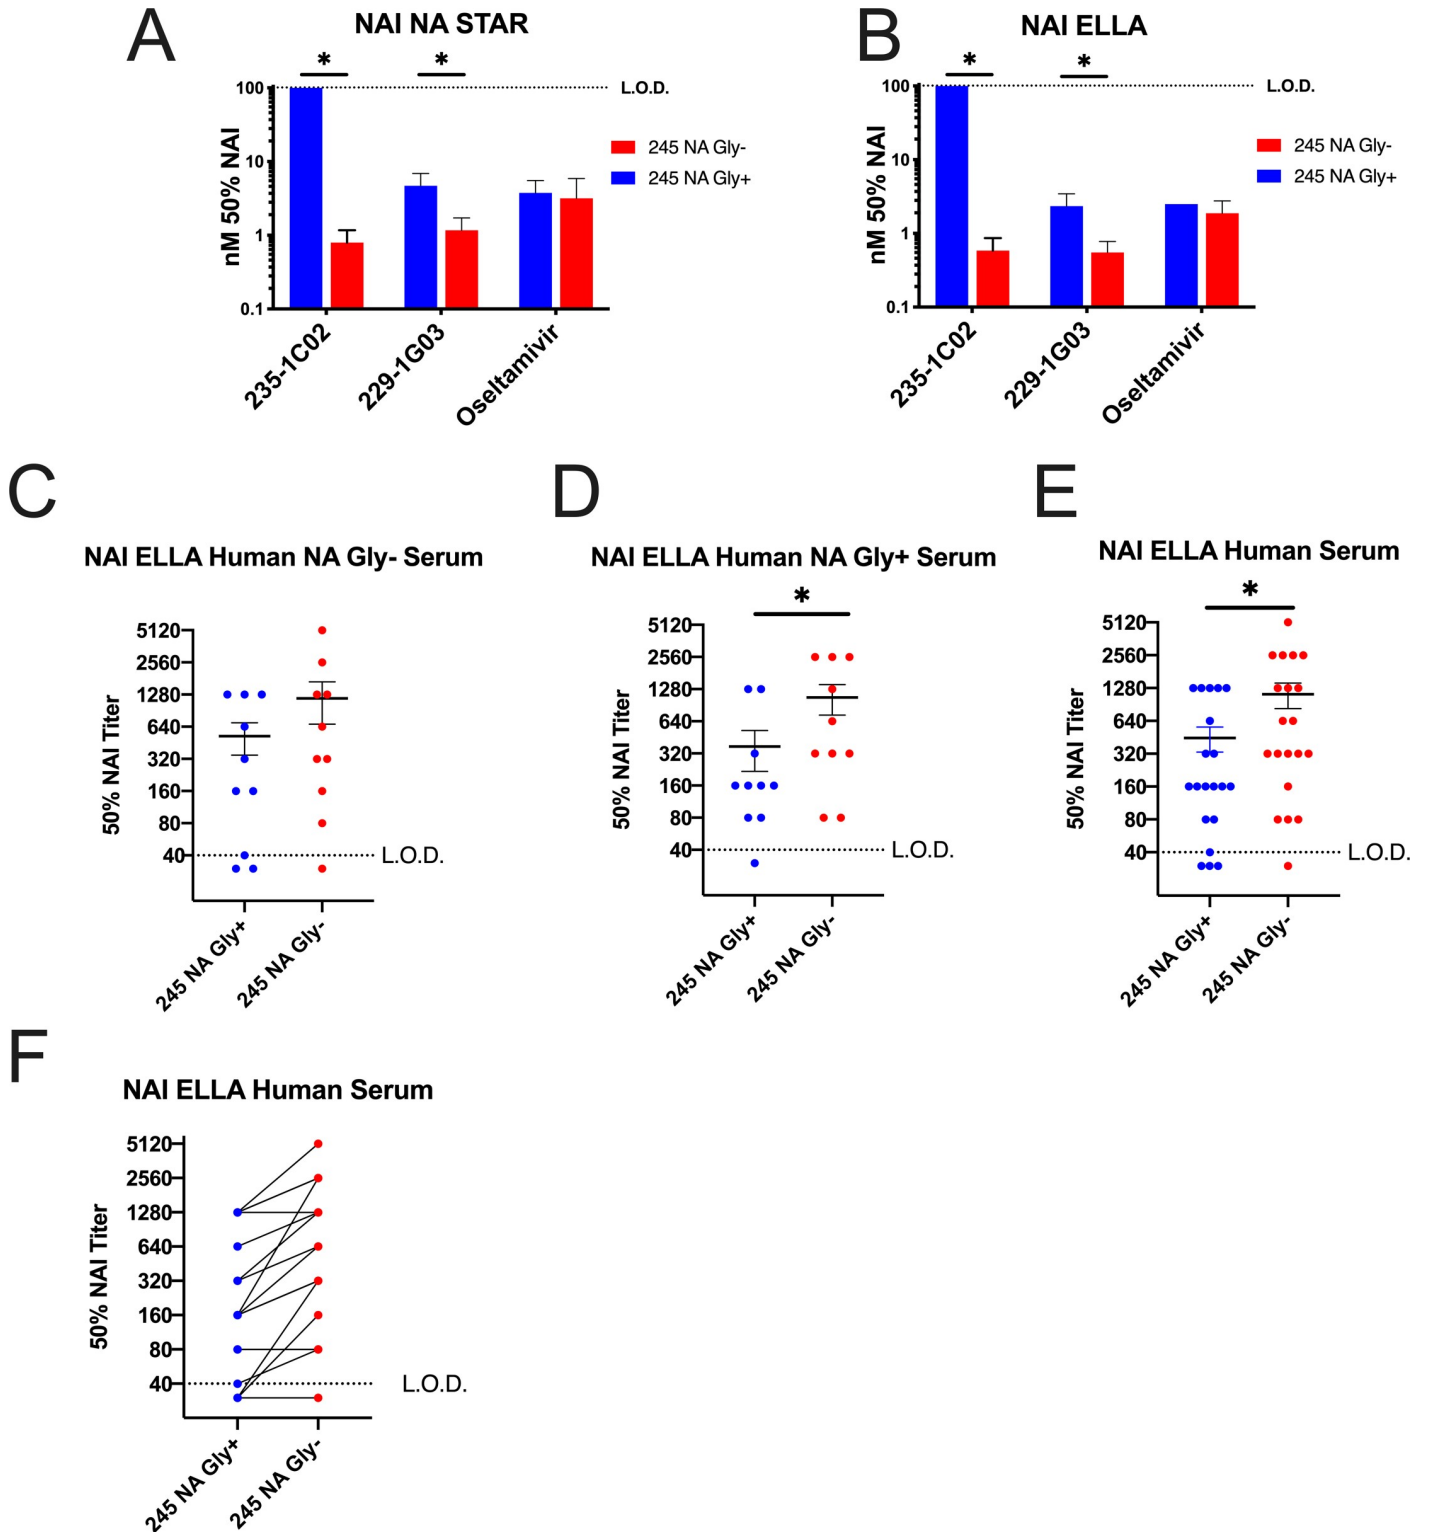 A
NAI NA STAR
*
*
100
10
1
0.1
nM 50% NAI
L.O.D.
245 NA Gly-
245 NA Gly+
235-1C02
229-1G03
Oseltamivir
B
NAI ELLA
*
*
100
10
1
0.1
nM 50% NAI
L.O.D.
245 NA Gly-
245 NA Gly+
235-1C02
229-1G03
Oseltamivir
C
NAI ELLA Human NA Gly- Serum
5120
2560
1280
640
320
160
80
40
50% NAI Titer
L.O.D.
245 NA Gly+
245 NA Gly-
D
NAI ELLA Human NA Gly+ Serum
*
5120
2560
1280
640
320
160
80
40
50% NAI Titer
L.O.D.
245 NA Gly+
245 NA Gly-
E
NAI ELLA Human Serum
*
5120
2560
1280
640
320
160
80
40
50% NAI Titer
L.O.D.
245 NA Gly+
245 NA Gly-
F
NAI ELLA Human Serum
5120
2560
1280
640
320
160
80
40
50% NAI Titer
L.O.D.
245 NA Gly+
245 NA Gly-